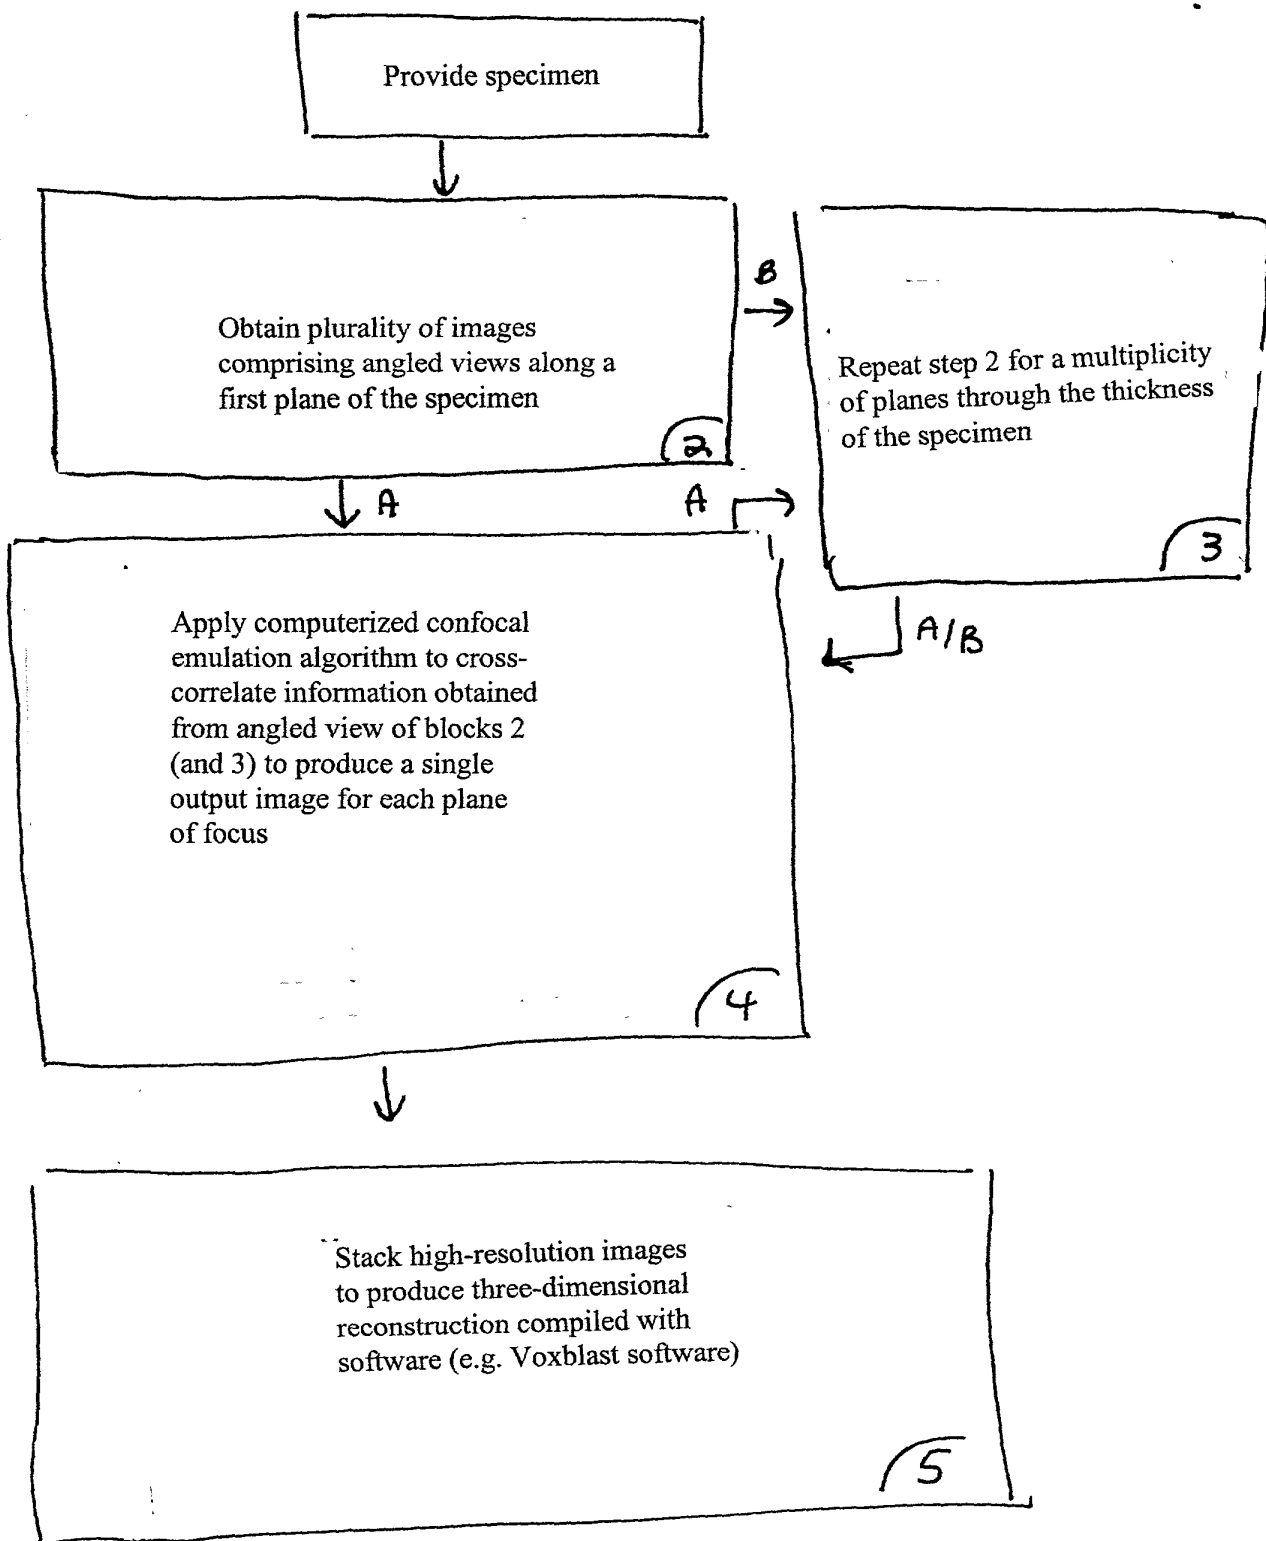 Provide specimen
Obtain plurality of images
comprising angled views along a
first plane of the specimen
2
B
Repeat step 2 for a multiplicity
of planes through the thickness
of the specimen
3
A
A
A/B
Apply computerized confocal
emulation algorithm to cross-
correlate information obtained
from angled view of blocks 2
(and 3) to produce a single
output image for each plane
of focus
4
Stack high-resolution images
to produce three-dimensional
reconstruction compiled with
software (e.g. Voxblast software)
5